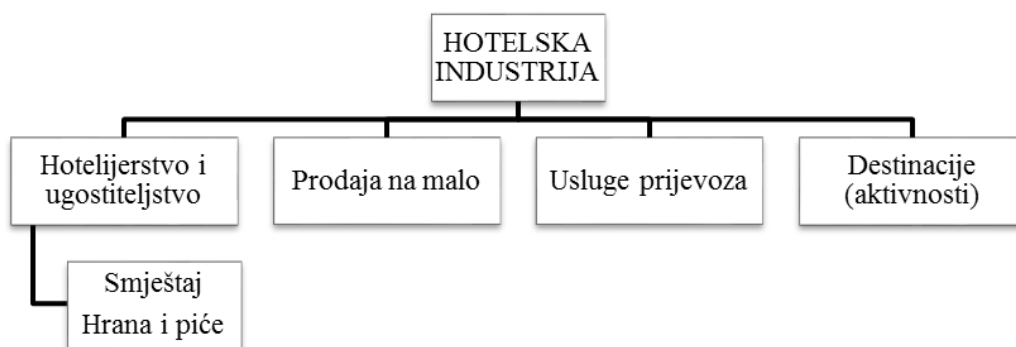 HOTELSKA
INDUSTRIJA
Hotelijerstvo i
ugostiteljstvo
Prodaja na malo
Usluge prijevoza
Destinacije
(aktivnosti)
Smještaj
Hrana i piće